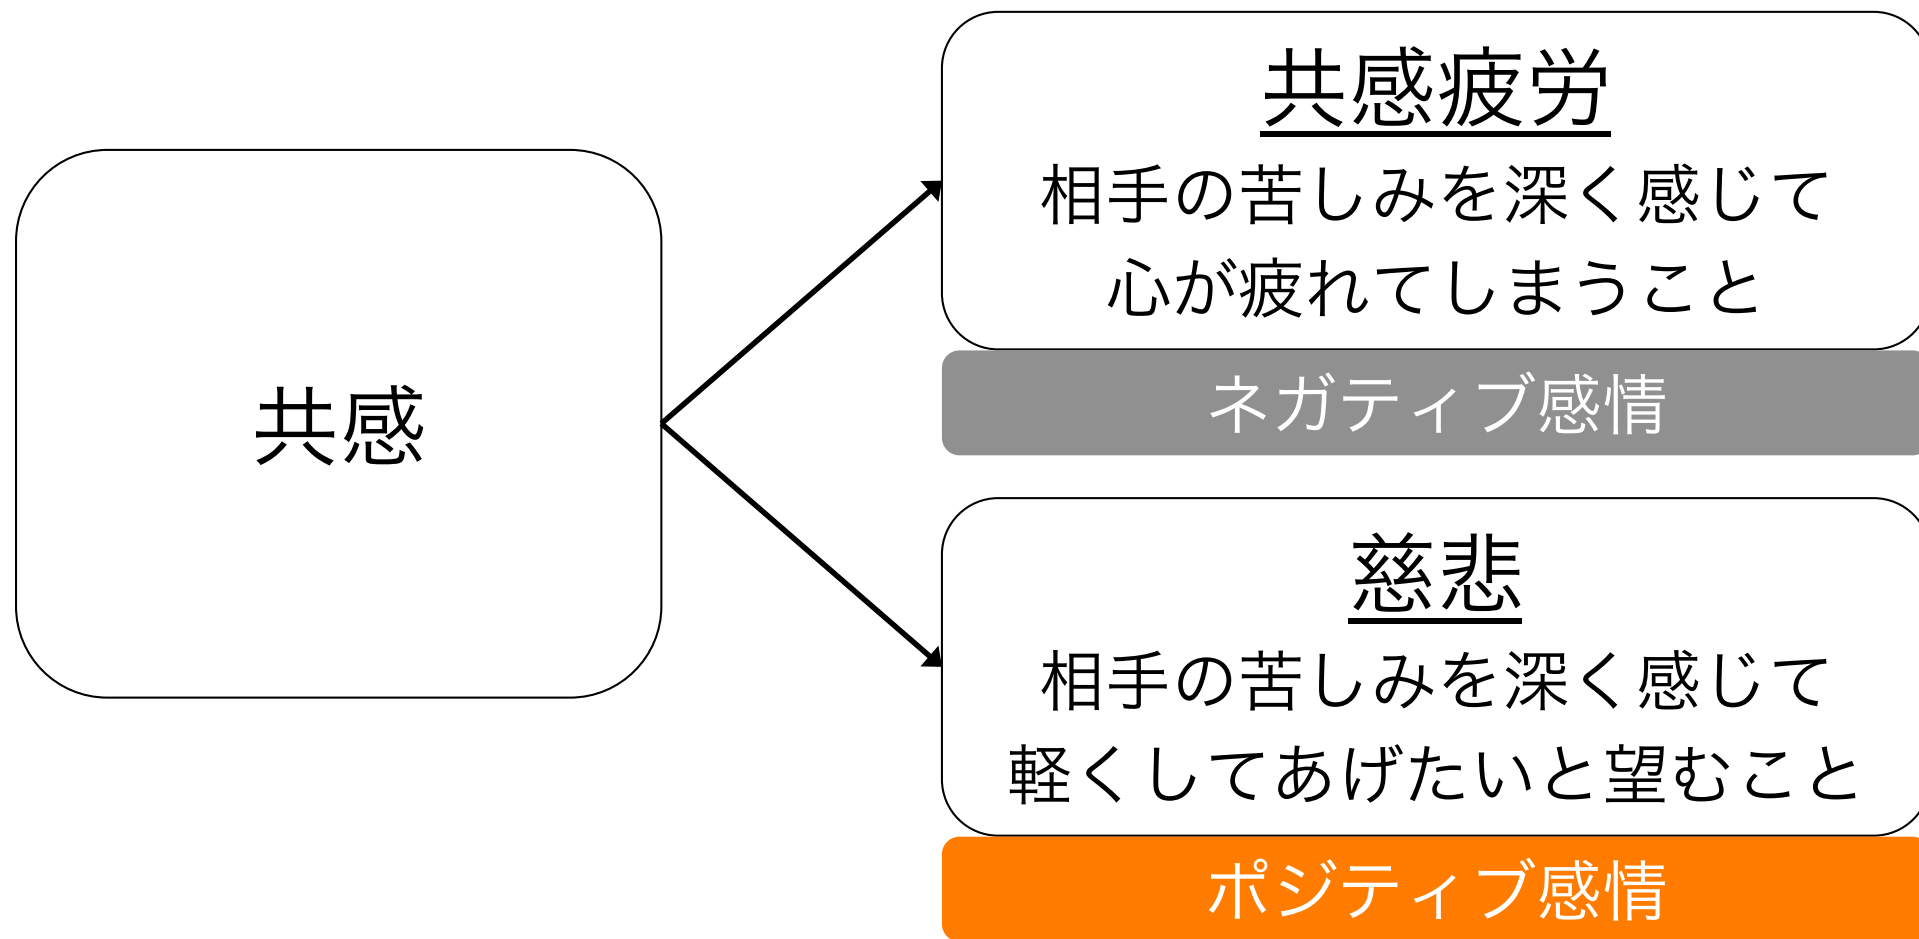 共感
共感疲労
相手の苦しみを深く感じて
心が疲れてしまうこと
ネガティブ感情
慈悲
相手の苦しみを深く感じて
軽くしてあげたいと望むこと
ポジティブ感情